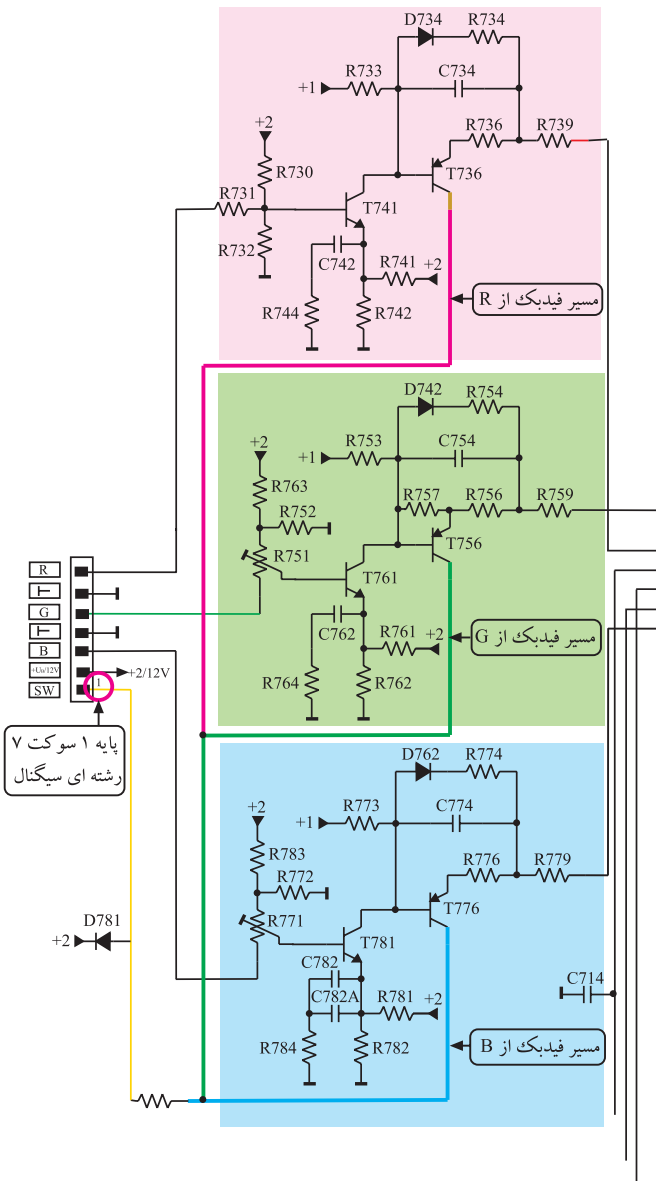 D734
R734
R733
C734
+1
R736
R739
+2
R730
T736
R731
T741
R732
C742
R741
+2
R744
R742
مسیر فیدبک از R
D742
R754
R753
C754
+1
+2
R763
R757
R756
R759
R752
T756
R751
T761
C762
R761
+2
R764
R762
مسیر فیدبک از G
R
G
B
+Uo/12V
+2/12V
SW
1
پایه ۱ سوکت ۷
رشته ای سیگنال
D762
R774
R773
C774
+1
+2
R783
R776
R779
R772
T776
R771
T781
C782
C782A
R781
+2
R784
R782
مسیر فیدبک از B
D781
+2
C714